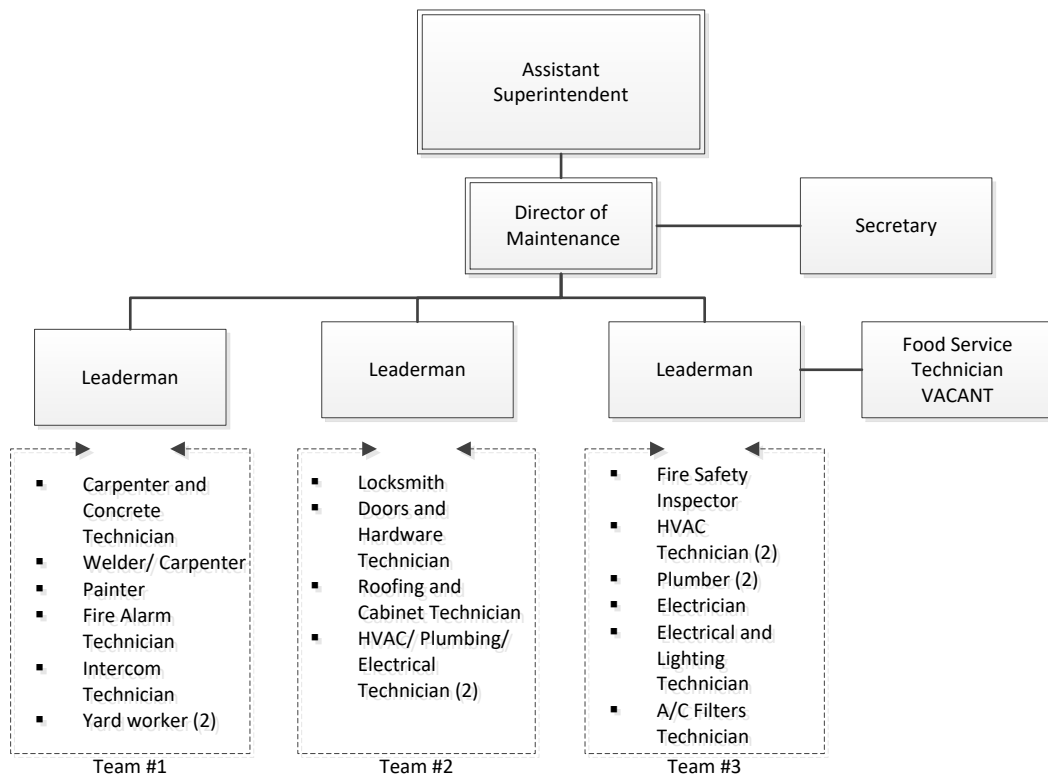 Assistant
Superintendent
Director of
Maintenance
Secretary
Leaderman
Leaderman
Leaderman
Food Service
Technician
VACANT
▪ Carpenter and
Concrete
Technician
▪ Welder/ Carpenter
▪ Painter
▪ Fire Alarm
Technician
▪ Intercom
Technician
▪ Yard worker (2)
Team #1
▪ Locksmith
▪ Doors and
Hardware
Technician
▪ Roofing and
Cabinet Technician
▪ HVAC/ Plumbing/
Electrical
Technician (2)
Team #2
▪ Fire Safety
Inspector
▪ HVAC
Technician (2)
▪ Plumber (2)
▪ Electrician
▪ Electrical and
Lighting
Technician
▪ A/C Filters
Technician
Team #3